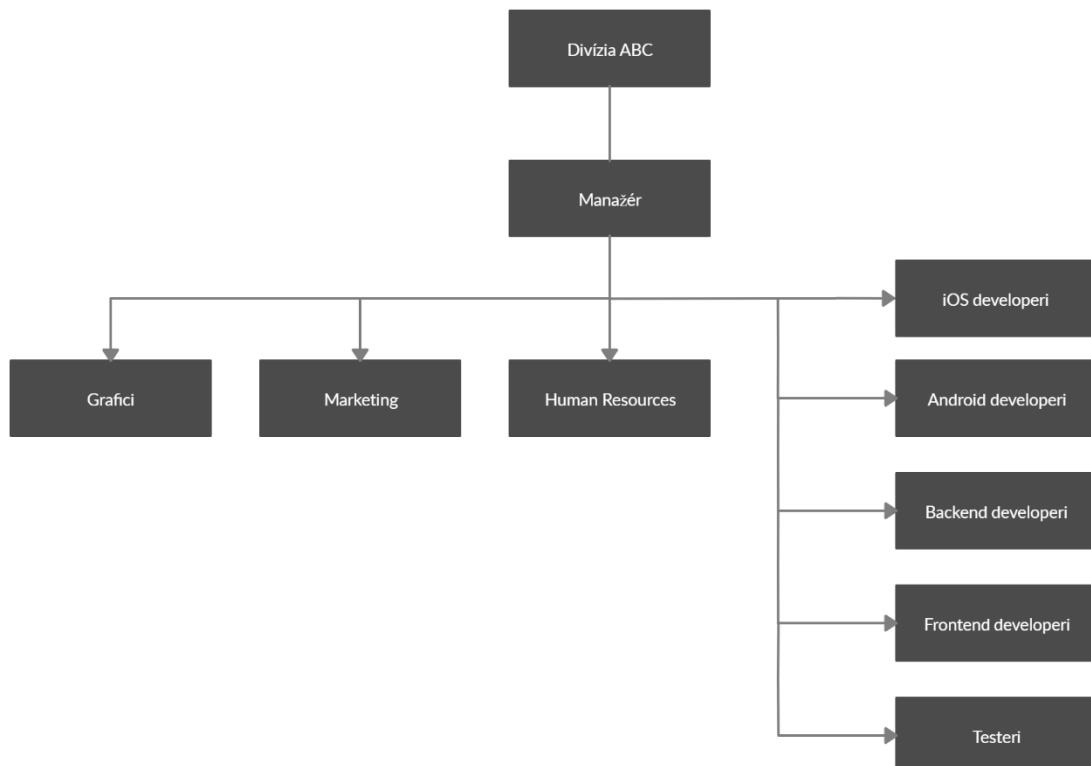 Divízia ABC
Manažér
iOS developeri
Grafici
Marketing
Human Resources
Android developeri
Backend developeri
Frontend developeri
Testeri